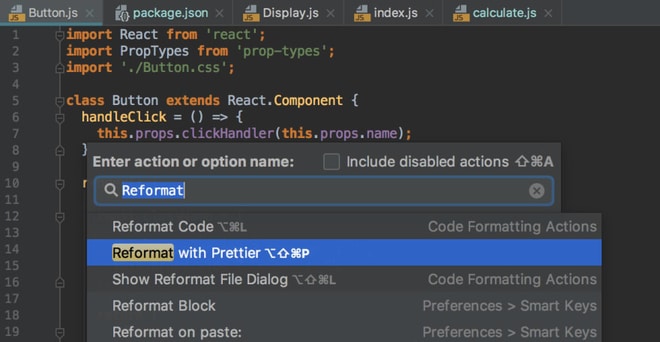 Button.js × package.json × Display.js × index.js × calculate.js ×
1 import React from 'react';
2 import PropTypes from 'prop-types';
3 import './Button.css';
4
5 class Button extends React.Component {
6 handleClick = () => {
7 this.props.clickHandler(this.props.name);
8 }
Enter action or option name: Include disabled actions ⇧⌘A
9
10
Reformat
11
12
Reformat Code ⌥⌘L Code Formatting Actions
13
14
Reformat with Prettier ⌥⇧⌘P
15
16
Show Reformat File Dialog ⌥⇧⌘L Code Formatting Actions
17
Reformat Block Preferences > Smart Keys
18
19
Reformat on paste: Preferences > Smart Keys